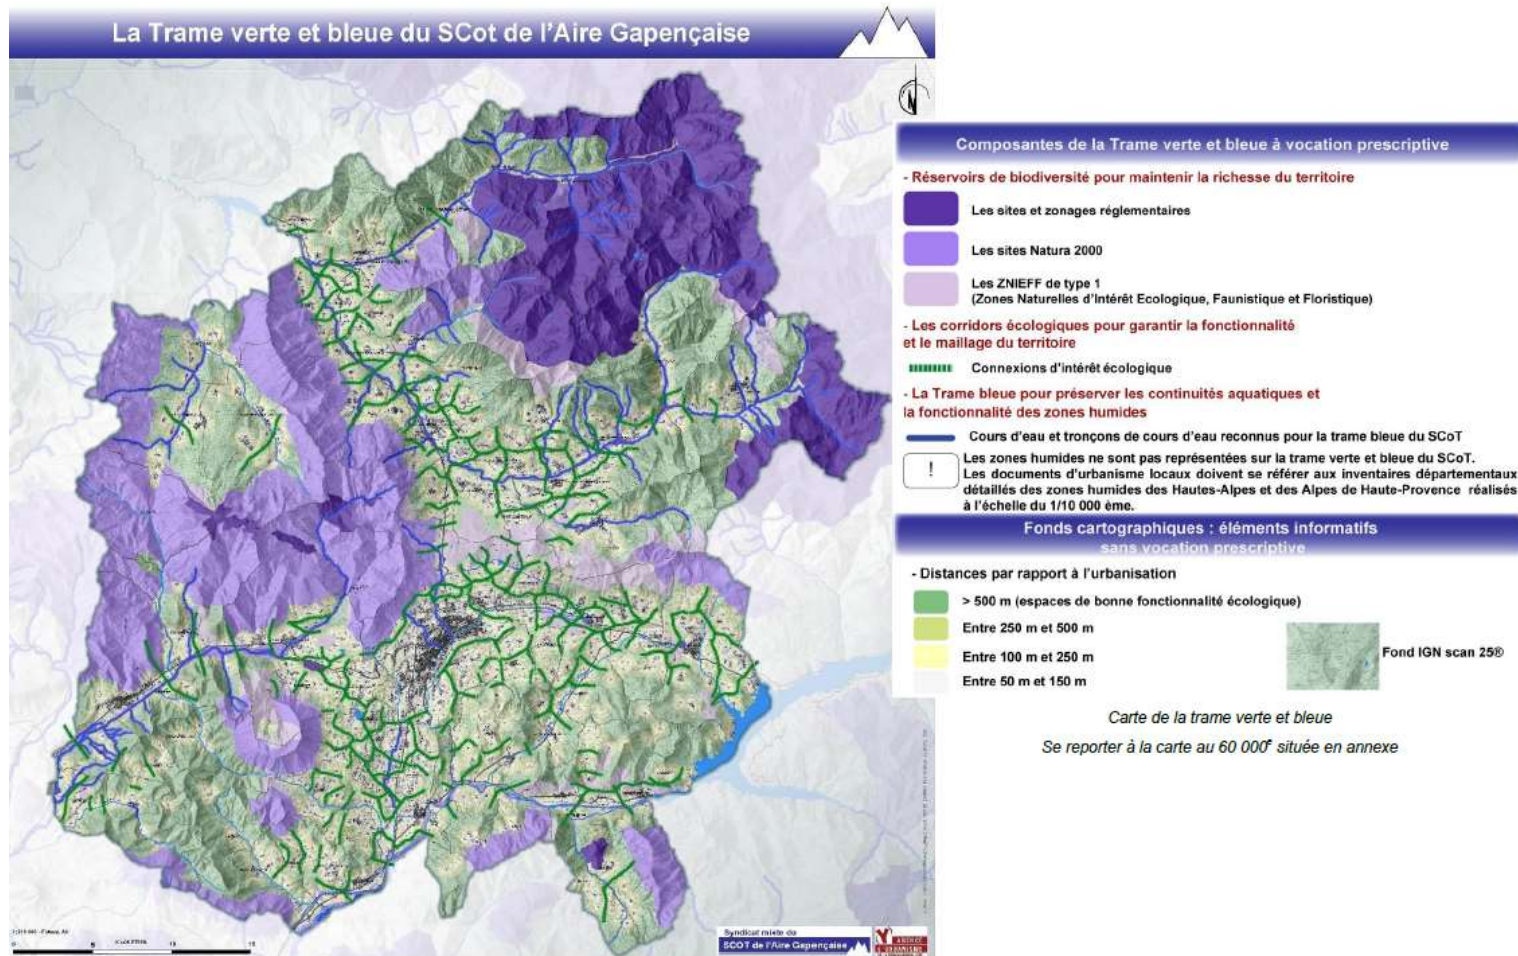 La Trame verte et bleue du SCot de l'Aire Gapençaise
N
Composantes de la Trame verte et bleue à vocation prescriptive
- Réservoirs de biodiversité pour maintenir la richesse du territoire
Les sites et zonages réglementaires
Les sites Natura 2000
Les ZNIEFF de type 1
(Zones Naturelles d'Intérêt Ecologique, Faunistique et Floristique)
- Les corridors écologiques pour garantir la fonctionnalité
et le maillage du territoire
Connexions d'intérêt écologique
- La Trame bleue pour préserver les continuités aquatiques et
la fonctionnalité des zones humides
Cours d'eau et tronçons de cours d'eau reconnus pour la trame bleue du SCoT
!
Les zones humides ne sont pas représentées sur la trame verte et bleue du SCoT.
Les documents d'urbanisme locaux doivent se référer aux inventaires départementaux
détaillés des zones humides des Hautes-Alpes et des Alpes de Haute-Provence réalisés
à l'échelle du 1/10 000 ème.
Fonds cartographiques : éléments informatifs
sans vocation prescriptive
- Distances par rapport à l'urbanisation
> 500 m (espaces de bonne fonctionnalité écologique)
Entre 250 m et 500 m
Entre 100 m et 250 m
Entre 50 m et 150 m
Fond IGN scan 25®
Carte de la trame verte et bleue
Se reporter à la carte au 60 000e située en annexe
0 5 10 15
Syndicat mixte du
SCOT de l'Aire Gapençaise